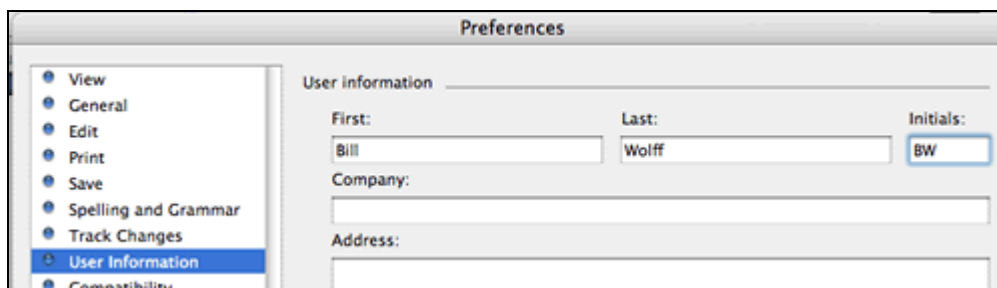 Preferences
View
General
Edit
Print
Save
Spelling and Grammar
Track Changes
User Information
Compatibility
User information
First: Last: Initials:
Bill Wolff BW
Company:
Address: